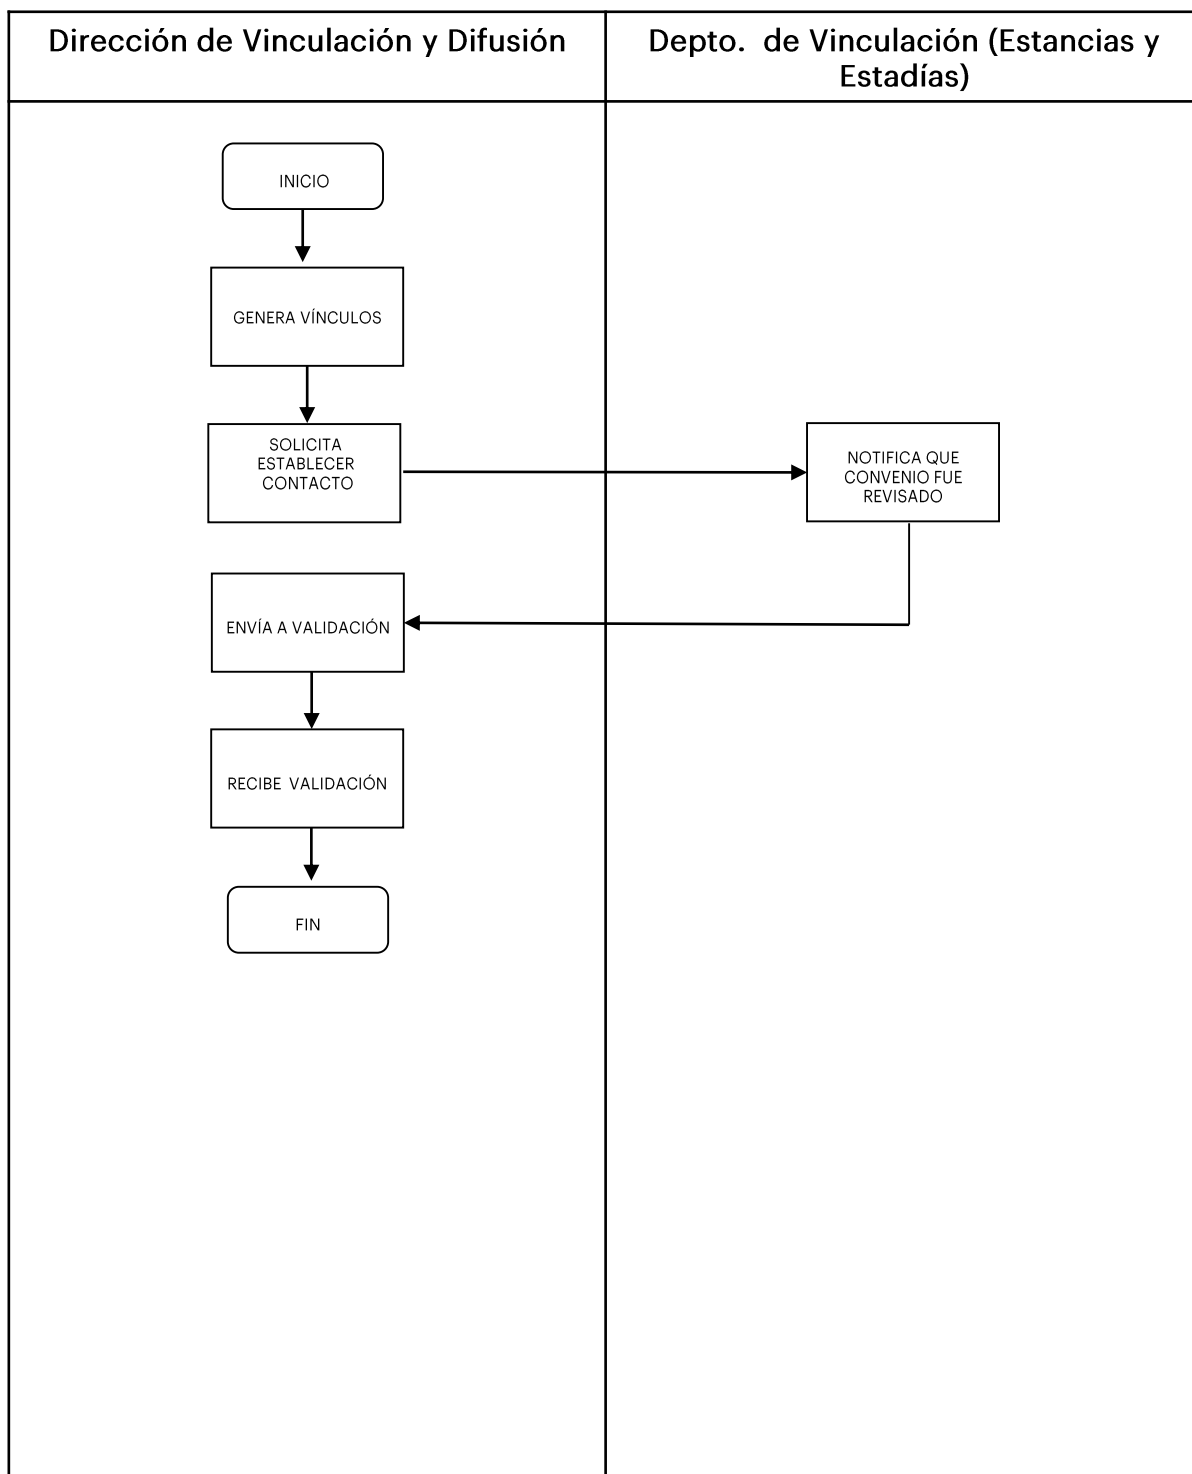 Dirección de Vinculación y Difusión
Depto. de Vinculación (Estancias y
Estadías)
INICIO
GENERA VÍNCULOS
SOLICITA
ESTABLECER
CONTACTO
NOTIFICA QUE
CONVENIO FUE
REVISADO
ENVÍA A VALIDACIÓN
RECIBE VALIDACIÓN
FIN